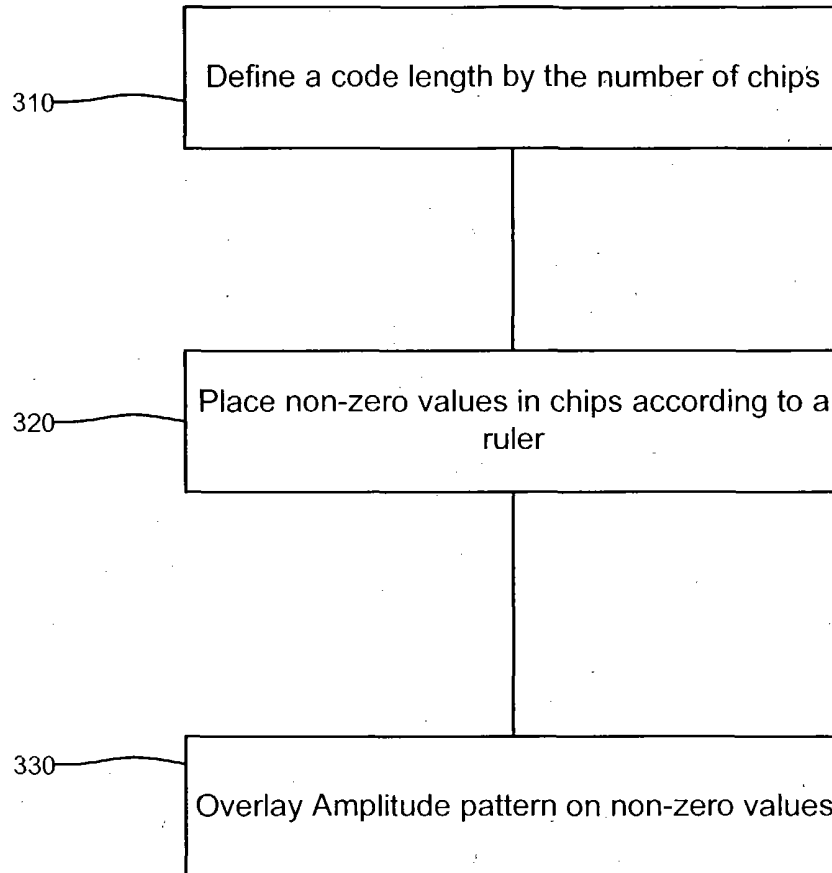 Define a code length by the number of chips
310
Place non-zero values in chips according to a
ruler
320
330
Overlay Amplitude pattern on non-zero values